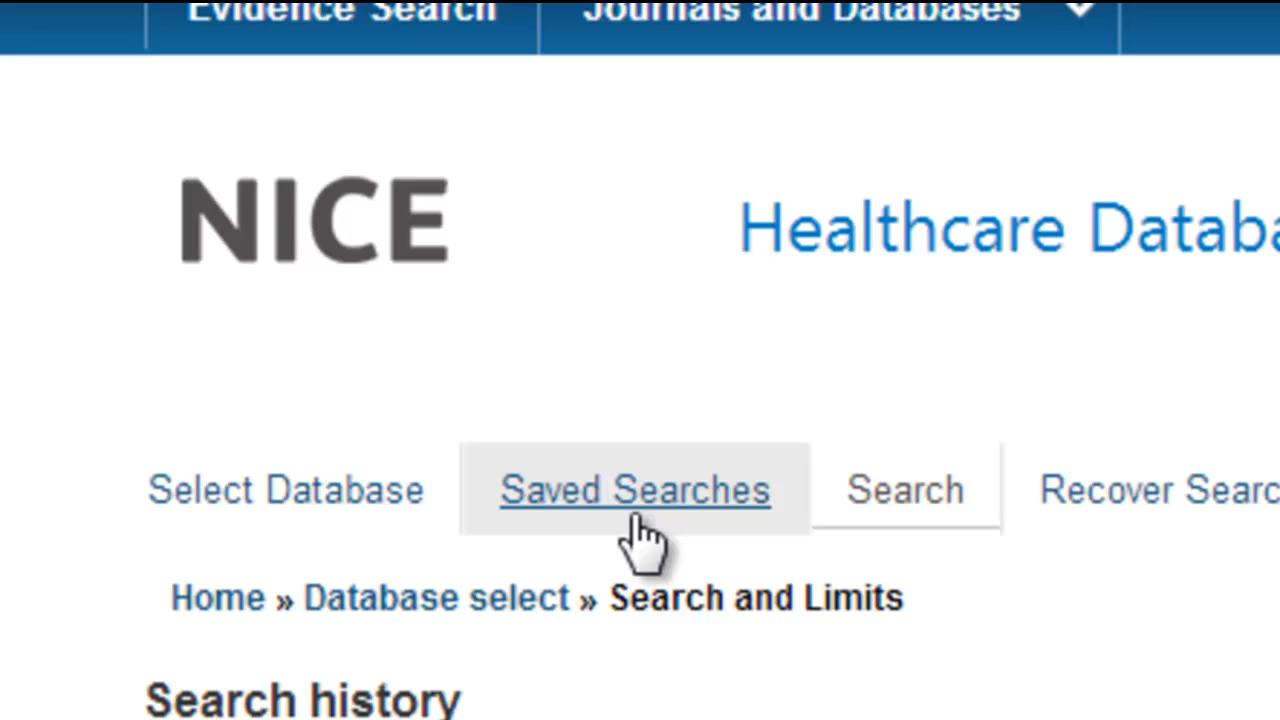 Evidence Search Journals and Databases
NICE
Healthcare Databa
Select Database Saved Searches Search Recover Searc
Home » Database select » Search and Limits
Search history